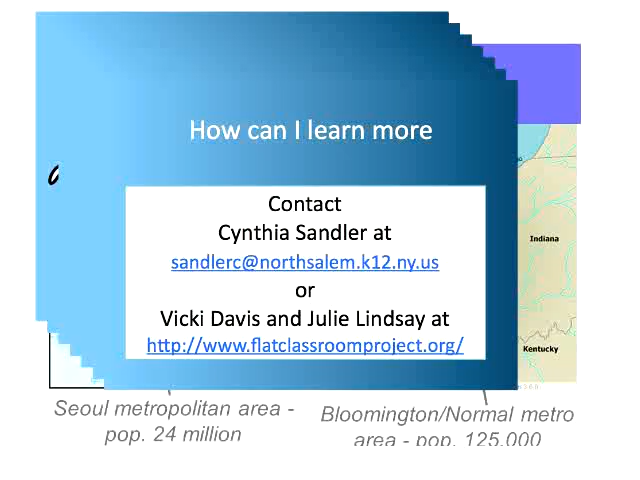 How can I learn more
Contact
Cynthia Sandler at
sandlerc@northsalem.k12.ny.us
or
Vicki Davis and Julie Lindsay at
http://www.flatclassroomproject.org/
Indiana
Kentucky
Seoul metropolitan area -
pop. 24 million
Bloomington/Normal metro
area - pop. 125,000